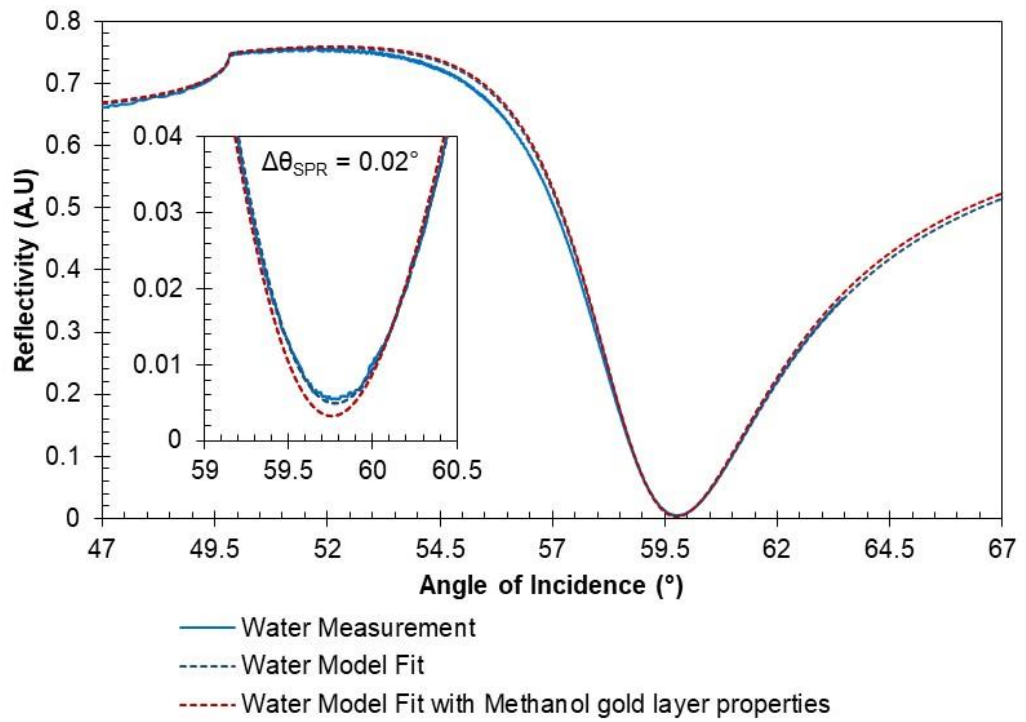 0.8
0.7
0.6
0.5
0.4
0.3
0.2
0.1
0
Reflectivity (A.U)
0.04
0.03
0.02
0.01
0
ΔθSPR = 0.02°
59 59.5 60 60.5
47 49.5 52 54.5 57 59.5 62 64.5 67
Angle of Incidence (°)
Water Measurement
Water Model Fit
Water Model Fit with Methanol gold layer properties